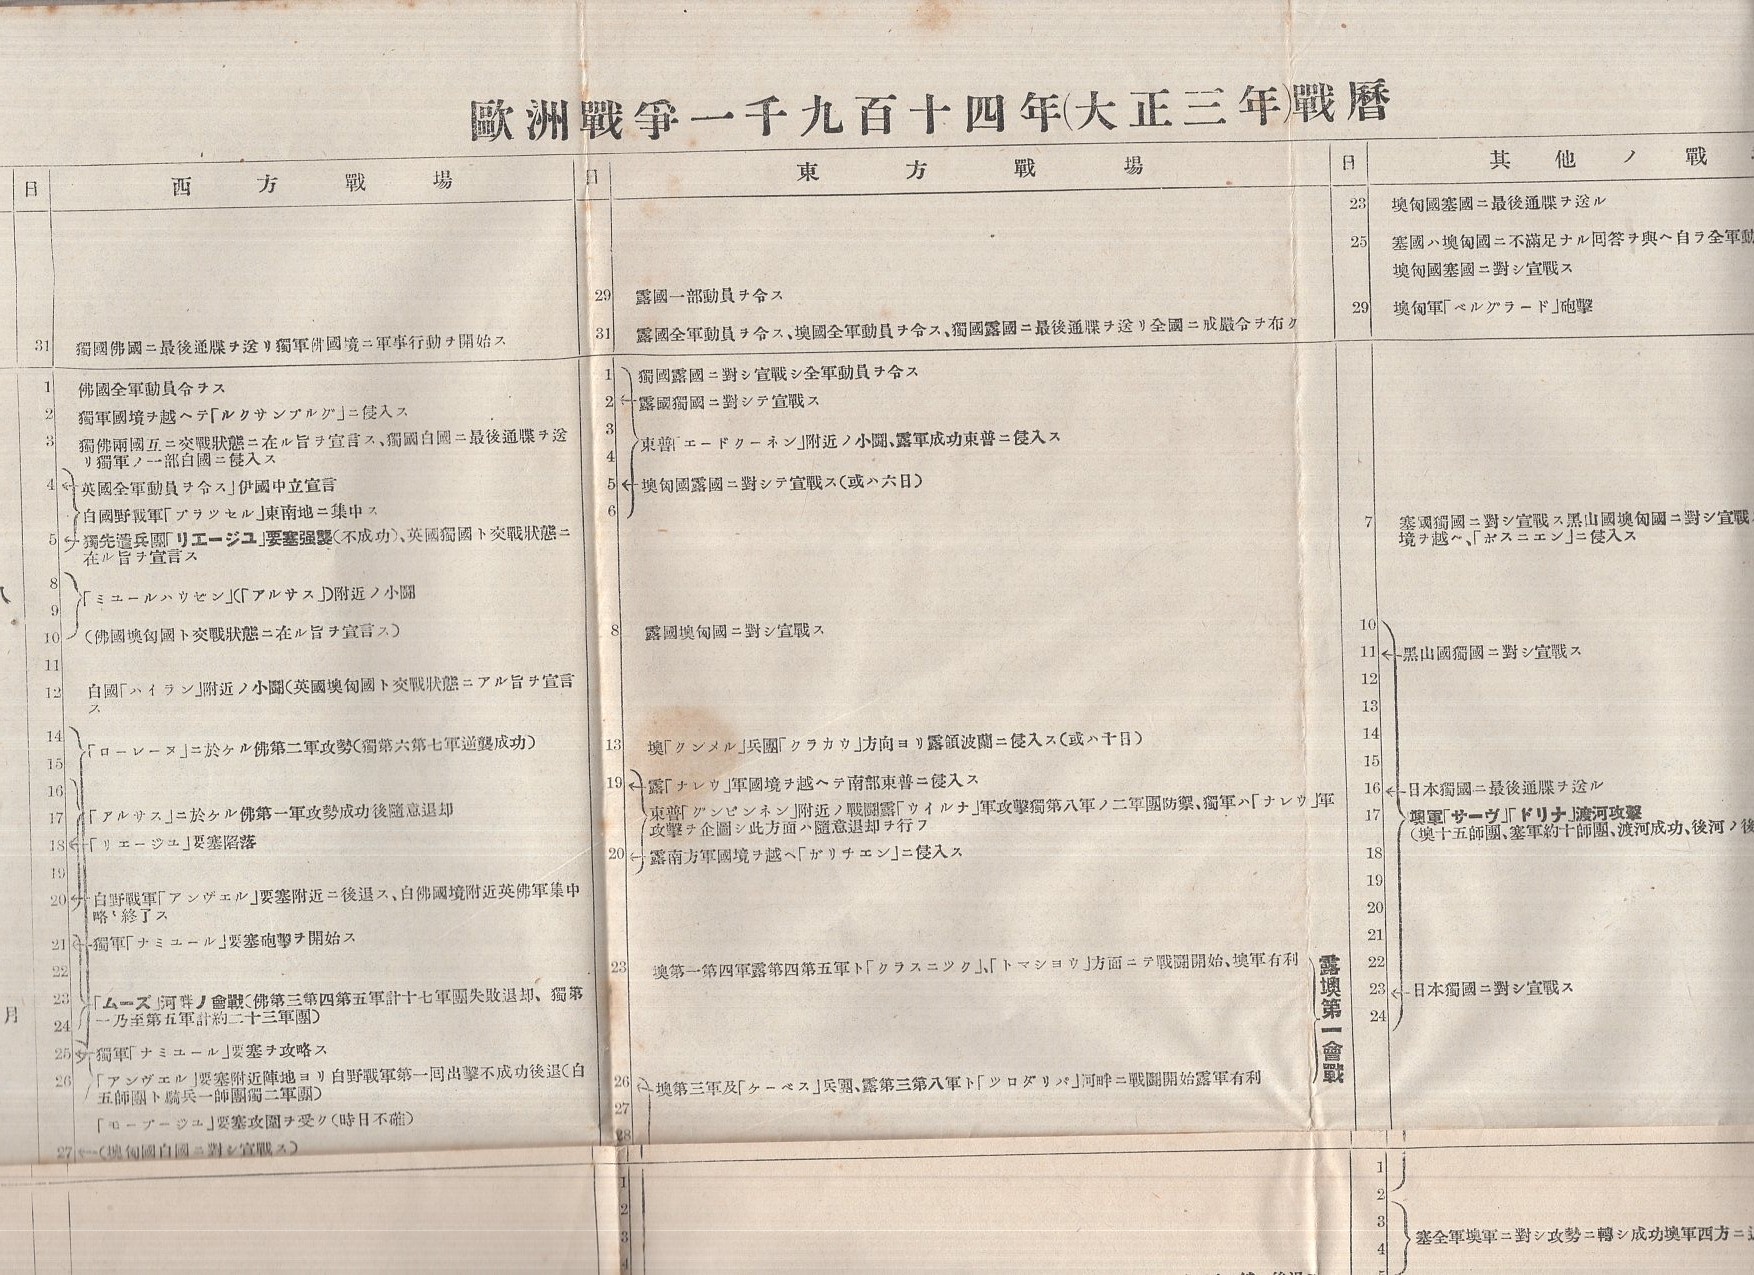 歐洲戰爭一千九百十四年(大正三年)戰曆
日 西方戰場
31 獨國佛國ニ最後通牒ヲ送リ獨軍佛國境ニ軍事行動ヲ開始ス
八
月
1 佛國全軍動員令ヲス
2 獨軍國境ヲ越ヘテ「ルクサンブルグ」ニ侵入ス
3 獨佛兩國互ニ交戰狀態ニ在ル旨ヲ宣言ス、獨國白國ニ最後通牒ヲ送
リ獨軍ノ一部白國ニ侵入ス
4 英國全軍動員ヲ令ス」伊國中立宣言
白國野戰軍「ブラッセル」東南地ニ集中ス
5 獨先遣兵團「リエージユ」要塞强襲(不成功)、英國獨國ト交戰狀態ニ
在ル旨ヲ宣言ス
8
「ミユールハウゼン」(「アルサス」)附近ノ小鬪
9
10 (佛國墺匈國ト交戰狀態ニ在ル旨ヲ宣言ス)
11
12 白國「ハイラン」附近ノ小鬪(英國墺匈國ト交戰狀態ニアル旨ヲ宣言
ス
14
「ローレーヌ」ニ於ケル佛第二軍攻勢(獨第六第七軍逆襲成功)
15
16
17 「アルサス」ニ於ケル佛第一軍攻勢成功後隨意退却
18 「リエージユ」要塞陷落
19
20 白野戰軍「アンヴエル」要塞附近ニ後退ス、白佛國境附近英佛軍集中
略〻終了ス
21 獨軍「ナミユール」要塞砲擊ヲ開始ス
22
23 「ムーズ」河畔ノ會戰(佛第三第四第五軍計十七軍團失敗退却、獨第
一乃至第五軍計約二十三軍團)
24
25 獨軍「ナミユール」要塞ヲ攻略ス
26 「アンヴエル」要塞附近陣地ヨリ白野戰軍第一回出擊不成功後退(白
五師團ト騎兵一師團獨二軍團)
「モーブージユ」要塞攻圍ヲ受ク(時日不確)
27 (墺匈國白國ニ對シ宣戰ス)
日 東方戰場
29 露國一部動員ヲ令ス
31 露國全軍動員ヲ令ス、墺國全軍動員ヲ令ス、獨國露國ニ最後通牒ヲ送リ全國ニ戒嚴令ヲ布ク
1 獨國露國ニ對シ宣戰シ全軍動員ヲ令ス
2 露國獨國ニ對シテ宣戰ス
3
東普「エードクーネン」附近ノ小鬪、露軍成功東普ニ侵入ス
4
5 墺匈國露國ニ對シテ宣戰ス(或ハ六日)
6
8 露國墺匈國ニ對シ宣戰ス
13 墺「クンメル」兵團「クラカウ」方向ヨリ露領波蘭ニ侵入ス(或ハ十日)
19 露「ナレウ」軍國境ヲ越ヘテ南部東普ニ侵入ス
東普「グンビンネン」附近ノ戰鬪露「ウイルナ」軍攻擊獨第八軍ノ二軍團防禦、獨軍ハ「ナレウ」軍
攻擊ヲ企圖シ此方面ハ隨意退却ヲ行フ
20 露南方軍國境ヲ越ヘ「ガリチエン」ニ侵入ス
23 墺第一第四軍露第四第五軍ト「クラスニツク」、「トマシヨウ」方面ニテ戰鬪開始、墺軍有利
26 墺第三軍及「ケーベス」兵團、露第三第八軍ト「ツロダリパ」河畔ニ戰鬪開始露軍有利
27
28
露墺第一會戰
1
2
3
4
日 其他ノ戰
23 墺匈國塞國ニ最後通牒ヲ送ル
25 塞國ハ墺匈國ニ不滿足ナル回答ヲ與ヘ自ラ全軍動
墺匈國塞國ニ對シ宣戰ス
29 墺匈軍「ベルグラード」砲擊
7 塞國獨國ニ對シ宣戰ス黑山國墺匈國ニ對シ宣戰
境ヲ越ヘ、「ボスニエン」ニ侵入ス
10
11 黑山國獨國ニ對シ宣戰ス
12
13
14
15
16 日本獨國ニ最後通牒ヲ送ル
17 墺軍「サーヴ」「ドリナ」渡河攻擊
(墺十五師團、塞軍約十師團、渡河成功、後河ノ後
18
19
20
21
22
23 日本獨國ニ對シ宣戰ス
24
1
2
3
塞全軍墺軍ニ對シ攻勢ニ轉シ成功墺軍西方ニ
4